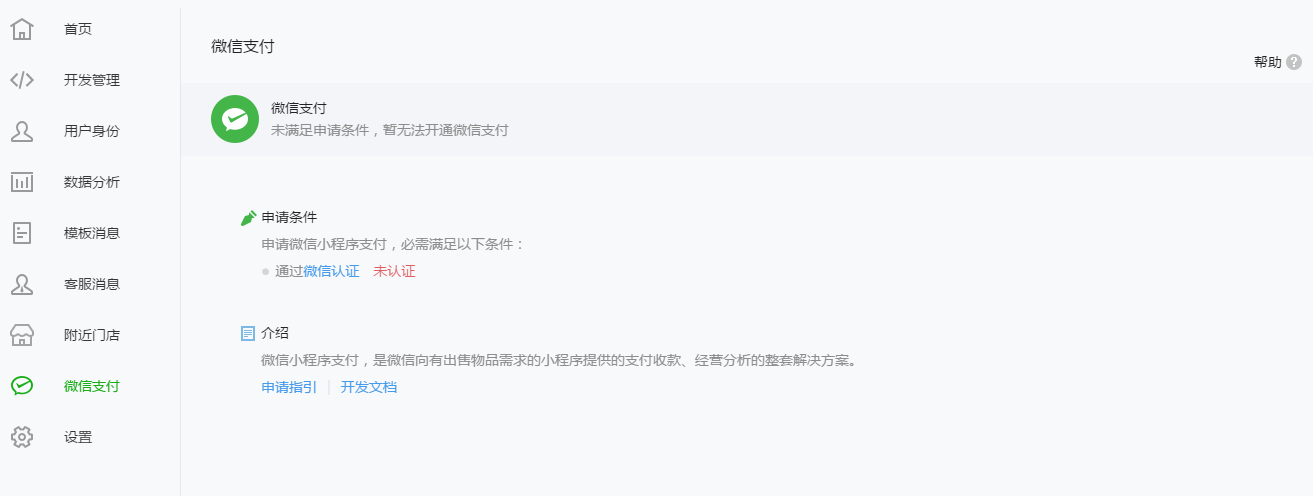 首页
开发管理
用户身份
数据分析
模板消息
客服消息
附近门店
微信支付
设置
微信支付
帮助 ?
微信支付
未满足申请条件，暂无法开通微信支付
申请条件
申请微信小程序支付，必需满足以下条件：
通过微信认证 未认证
介绍
微信小程序支付，是微信向有出售物品需求的小程序提供的支付收款、经营分析的整套解决方案。
申请指引 | 开发文档